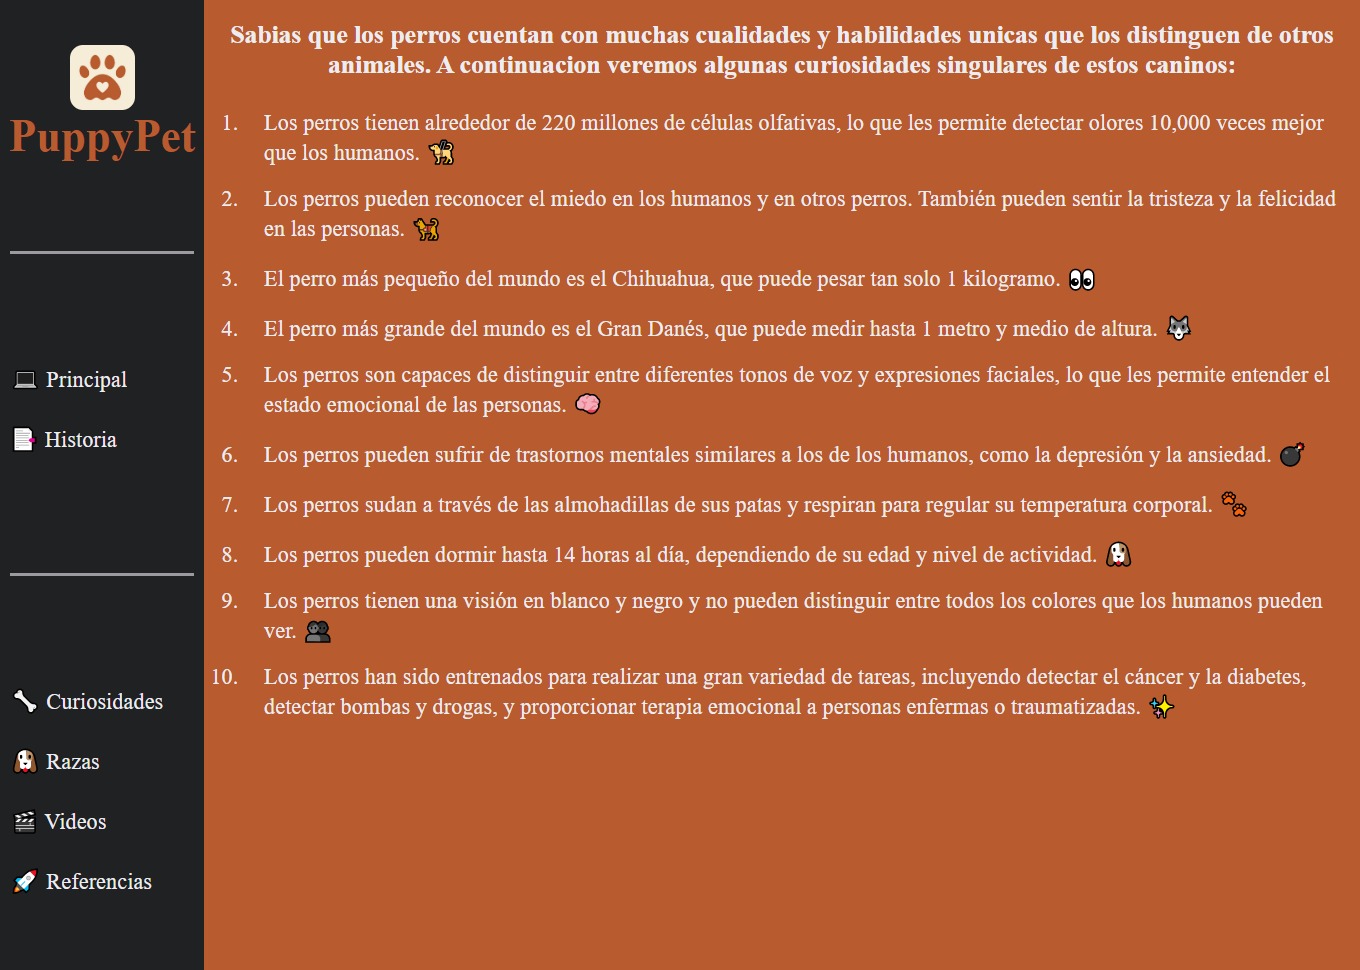 PuppyPet
Principal
Historia
Curiosidades
Razas
Videos
Referencias
Sabias que los perros cuentan con muchas cualidades y habilidades unicas que los distinguen de otros
animales. A continuacion veremos algunas curiosidades singulares de estos caninos:
1. Los perros tienen alrededor de 220 millones de células olfativas, lo que les permite detectar olores 10,000 veces mejor
que los humanos.
2. Los perros pueden reconocer el miedo en los humanos y en otros perros. También pueden sentir la tristeza y la felicidad
en las personas.
3. El perro más pequeño del mundo es el Chihuahua, que puede pesar tan solo 1 kilogramo.
4. El perro más grande del mundo es el Gran Danés, que puede medir hasta 1 metro y medio de altura.
5. Los perros son capaces de distinguir entre diferentes tonos de voz y expresiones faciales, lo que les permite entender el
estado emocional de las personas.
6. Los perros pueden sufrir de trastornos mentales similares a los de los humanos, como la depresión y la ansiedad.
7. Los perros sudan a través de las almohadillas de sus patas y respiran para regular su temperatura corporal.
8. Los perros pueden dormir hasta 14 horas al día, dependiendo de su edad y nivel de actividad.
9. Los perros tienen una visión en blanco y negro y no pueden distinguir entre todos los colores que los humanos pueden
ver.
10. Los perros han sido entrenados para realizar una gran variedad de tareas, incluyendo detectar el cáncer y la diabetes,
detectar bombas y drogas, y proporcionar terapia emocional a personas enfermas o traumatizadas.